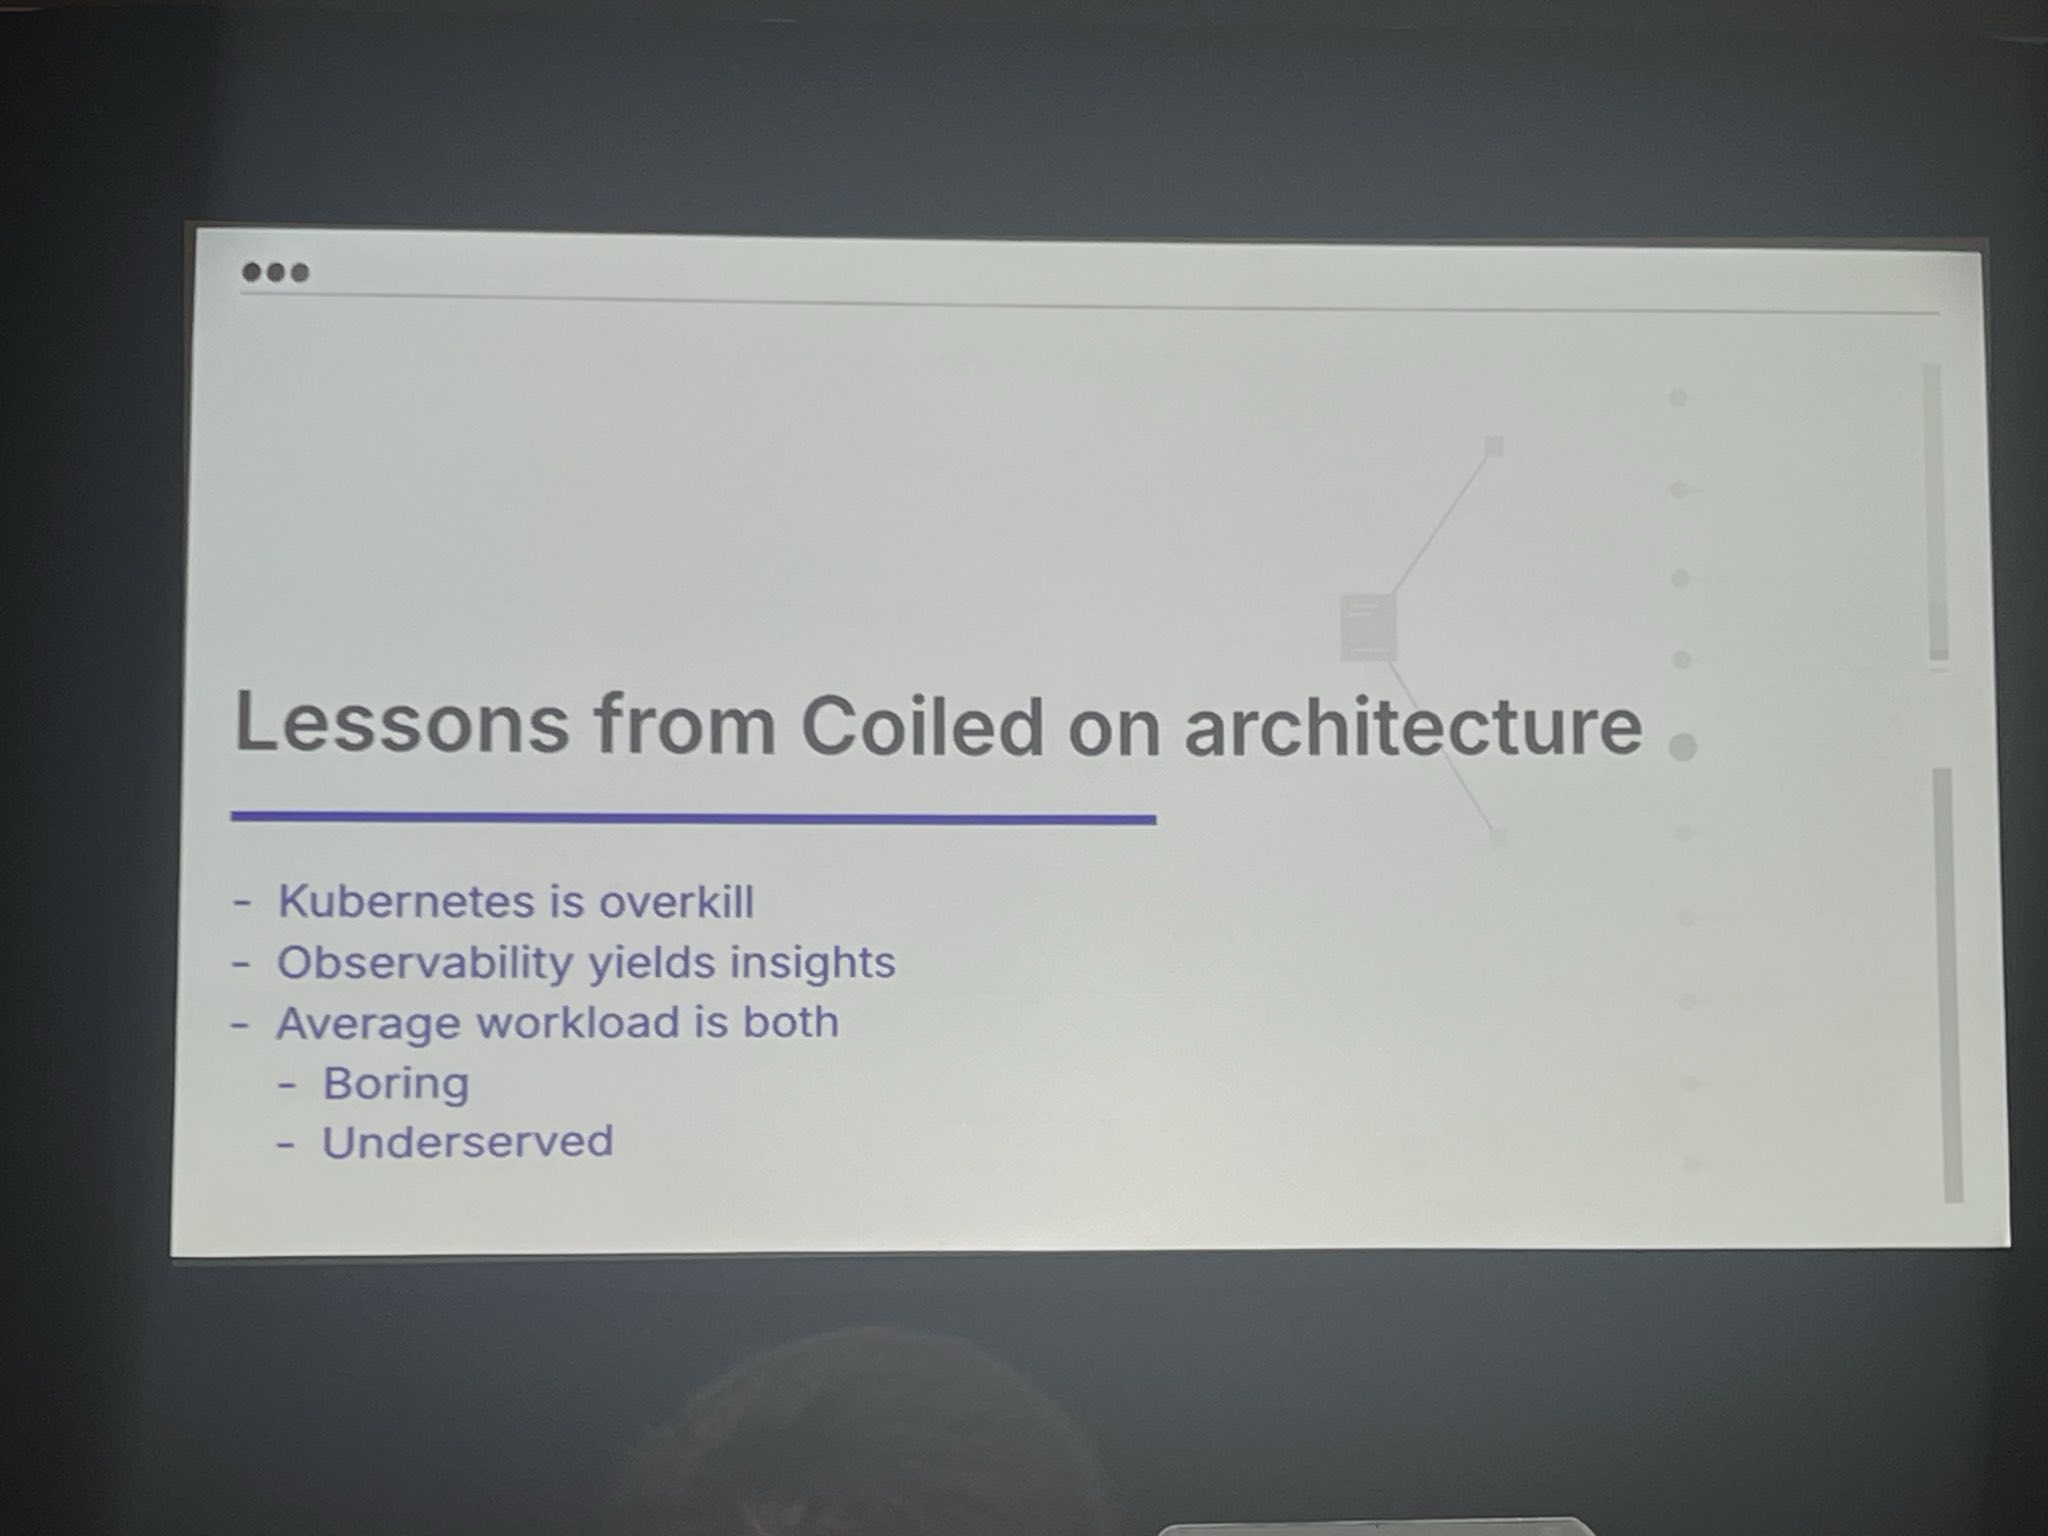 Lessons from Coiled on architecture
- Kubernetes is overkill
- Observability yields insights
- Average workload is both
- Boring
- Underserved